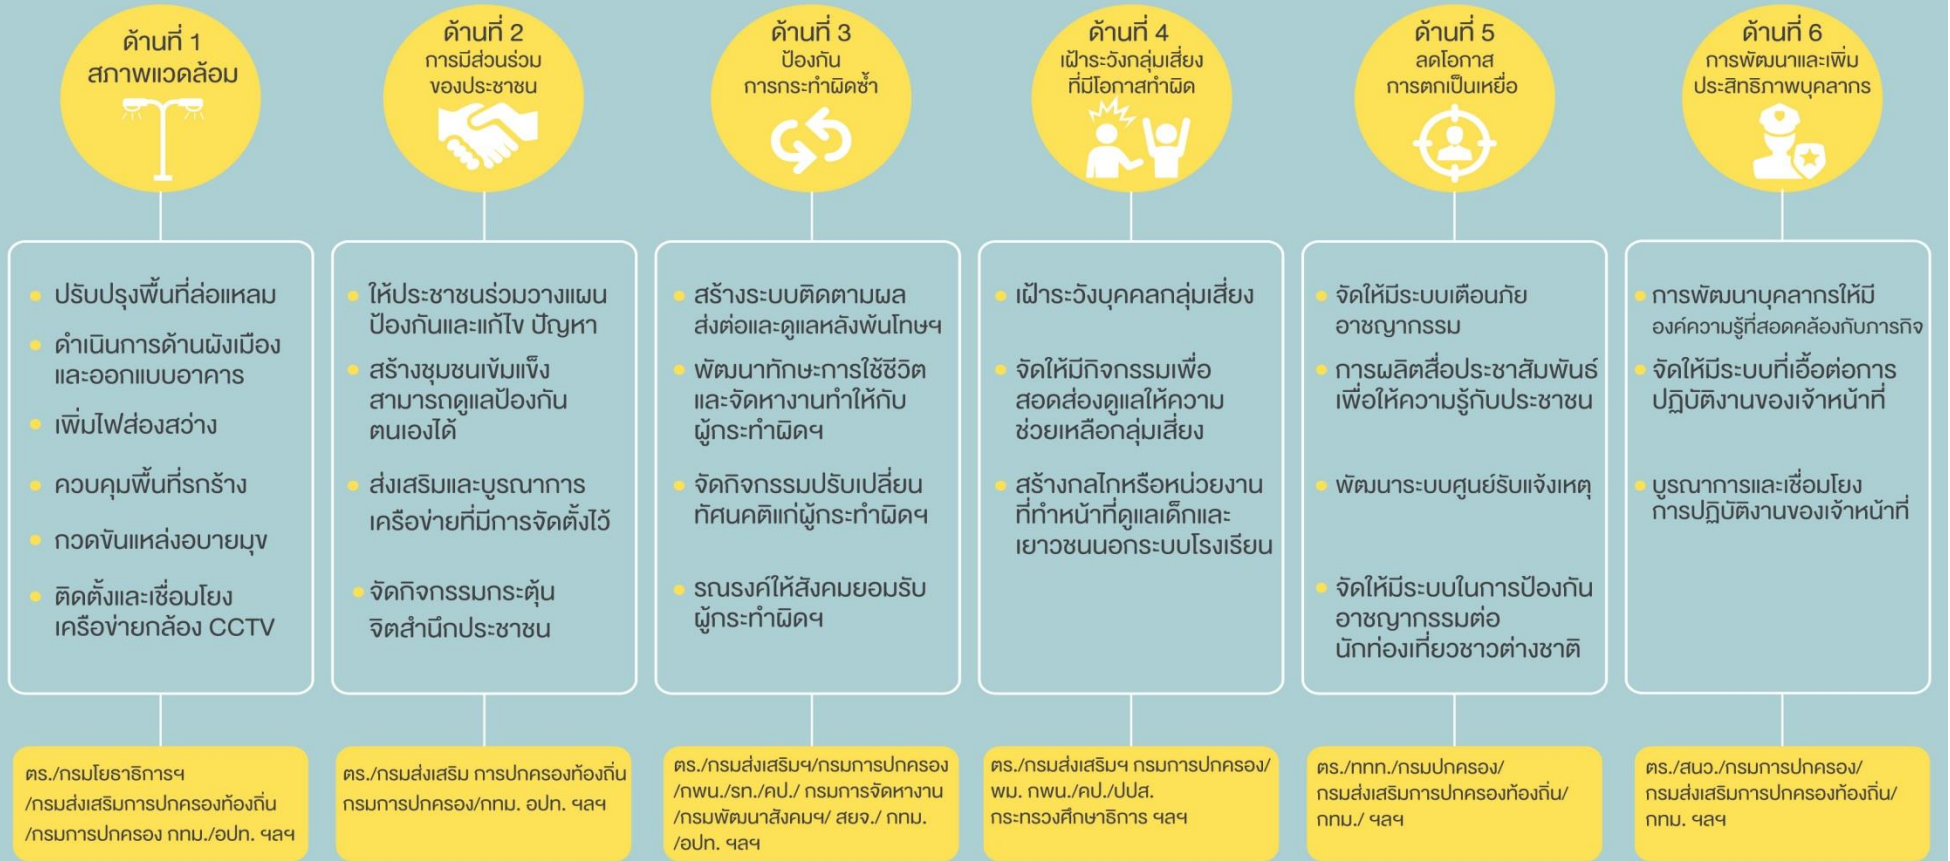 ด้านที่ 1
สภาพแวดล้อม
ปรับปรุงพื้นที่ล่อแหลม
ดำเนินการด้านผังเมือง
และออกแบบอาคาร
เพิ่มไฟส่องสว่าง
ควบคุมพื้นที่รกร้าง
กวดขันแหล่งอบายมุข
ติดตั้งและเชื่อมโยง
เครือข่ายกล้อง CCTV
ตร./กรมโยธาธิการฯ
/กรมส่งเสริมการปกครองท้องถิ่น
/กรมการปกครอง กทม./อปท. ฯลฯ
ด้านที่ 2
การมีส่วนร่วม
ของประชาชน
ให้ประชาชนร่วมวางแผน
ป้องกันและแก้ไข ปัญหา
สร้างชุมชนเข้มแข็ง
สามารถดูแลป้องกัน
ตนเองได้
ส่งเสริมและบูรณาการ
เครือข่ายที่มีการจัดตั้งไว้
จัดกิจกรรมกระตุ้น
จิตสำนึกประชาชน
ตร./กรมส่งเสริม การปกครองท้องถิ่น
กรมการปกครอง/กทม. อปท. ฯลฯ
ด้านที่ 3
ป้องกัน
การกระทำผิดซ้ำ
สร้างระบบติดตามผล
ส่งต่อและดูแลหลังพ้นโทษฯ
พัฒนาทักษะการใช้ชีวิต
และจัดหางานทำให้กับ
ผู้กระทำผิดฯ
จัดกิจกรรมปรับเปลี่ยน
ทัศนคติแก่ผู้กระทำผิดฯ
รณรงค์ให้สังคมยอมรับ
ผู้กระทำผิดฯ
ตร./กรมส่งเสริมฯ/กรมการปกครอง
/กพน./รท./คป./ กรมการจัดหางาน
/กรมพัฒนาสังคมฯ/ สยจ./ กทม.
/อปท. ฯลฯ
ด้านที่ 4
เฝ้าระวังกลุ่มเสี่ยง
ที่มีโอกาสทำผิด
เฝ้าระวังบุคคลกลุ่มเสี่ยง
จัดให้มีกิจกรรมเพื่อ
สอดส่องดูแลให้ความ
ช่วยเหลือกลุ่มเสี่ยง
สร้างกลไกหรือหน่วยงาน
ที่ทำหน้าที่ดูแลเด็กและ
เยาวชนนอกระบบโรงเรียน
ตร./กรมส่งเสริมฯ กรมการปกครอง/
พม. กพน./คป./ปปส.
กระทรวงศึกษาธิการ ฯลฯ
ด้านที่ 5
ลดโอกาส
การตกเป็นเหยื่อ
จัดให้มีระบบเตือนภัย
อาชญากรรม
การผลิตสื่อประชาสัมพันธ์
เพื่อให้ความรู้กับประชาชน
พัฒนาระบบศูนย์รับแจ้งเหตุ
จัดให้มีระบบในการป้องกัน
อาชญากรรมต่อ
นักท่องเที่ยวชาวต่างชาติ
ตร./ททท./กรมปกครอง/
กรมส่งเสริมการปกครองท้องถิ่น/
กทม./ ฯลฯ
ด้านที่ 6
การพัฒนาและเพิ่ม
ประสิทธิภาพบุคลากร
การพัฒนาบุคลากรให้มี
องค์ความรู้ที่สอดคล้องกับภารกิจ
จัดให้มีระบบที่เอื้อต่อการ
ปฏิบัติงานของเจ้าหน้าที่
บูรณาการและเชื่อมโยง
การปฏิบัติงานของเจ้าหน้าที่
ตร./สนว./กรมการปกครอง/
กรมส่งเสริมการปกครองท้องถิ่น/
กทม. ฯลฯ